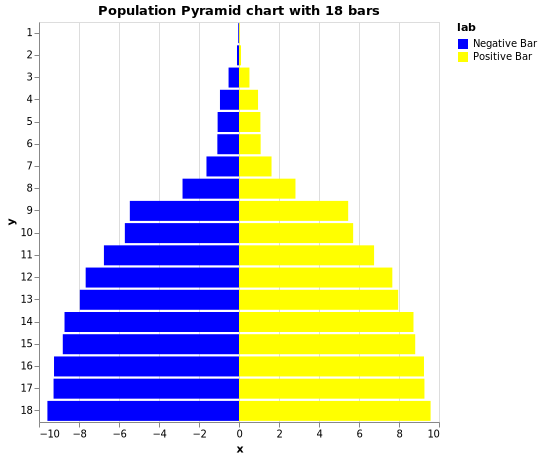 Population Pyramid chart with 18 bars
lab
Negative Bar
Positive Bar
y
1
2
3
4
5
6
7
8
9
10
11
12
13
14
15
16
17
18
−10 −8 −6 −4 −2 0 2 4 6 8 10
x